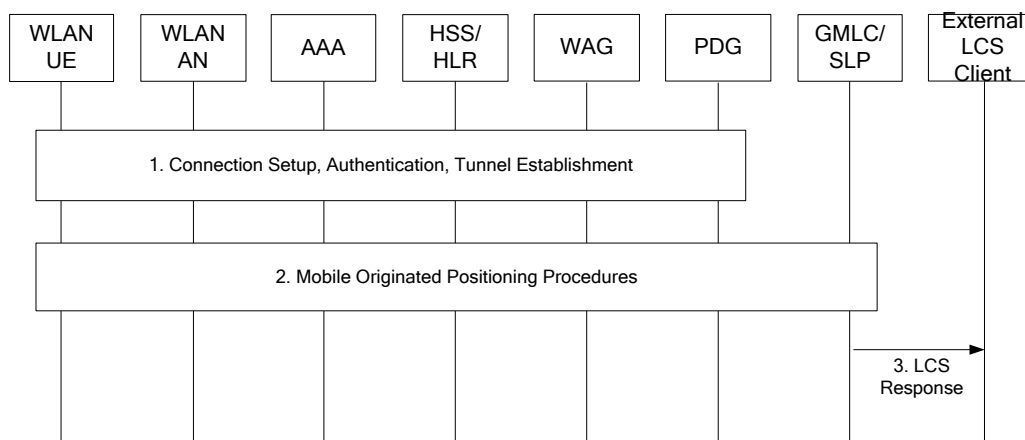 WLAN
UE
WLAN
AN
AAA
HSS/
HLR
WAG
PDG
GMLC/
SLP
External
LCS
Client
1. Connection Setup, Authentication, Tunnel Establishment
2. Mobile Originated Positioning Procedures
3. LCS
Response